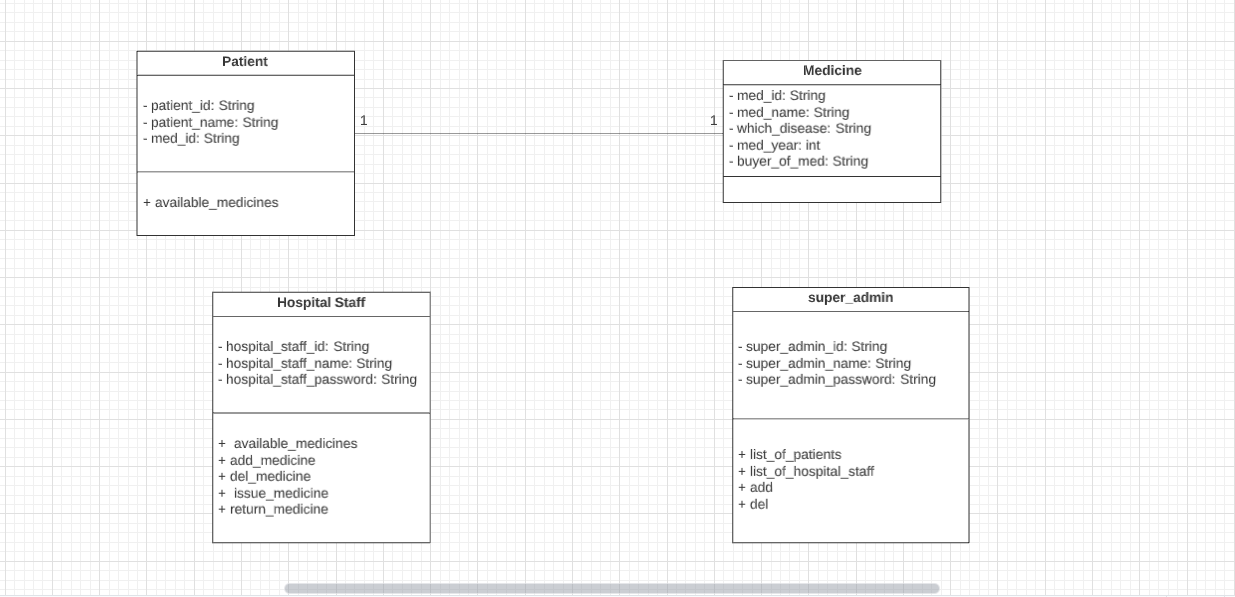 Patient
- patient_id: String
- patient_name: String
- med_id: String
+ available_medicines
1
1
Medicine
- med_id: String
- med_name: String
- which_disease: String
- med_year: int
- buyer_of_med: String
Hospital Staff
- hospital_staff_id: String
- hospital_staff_name: String
- hospital_staff_password: String
+ available_medicines
+ add_medicine
+ del_medicine
+ issue_medicine
+ return_medicine
super_admin
- super_admin_id: String
- super_admin_name: String
- super_admin_password: String
+ list_of_patients
+ list_of_hospital_staff
+ add
+ del